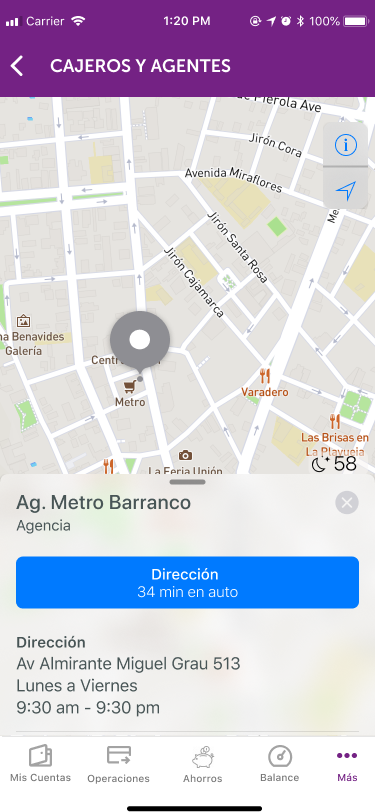 Carrier
1:20 PM
100%
CAJEROS Y AGENTES
de Piérola Ave
Jirón Cora
Avenida Miraflores
Jirón Santa Rosa
Jirón Cajamarca
Benavides
Galería
Metro
Varadero
Las Brisas en
La Playuela
La Feria Unión
58
Ag. Metro Barranco
Agencia
Dirección
34 min en auto
Dirección
Av Almirante Miguel Grau 513
Lunes a Viernes
9:30 am - 9:30 pm
Mis Cuentas
Operaciones
Ahorros
Balance
Más